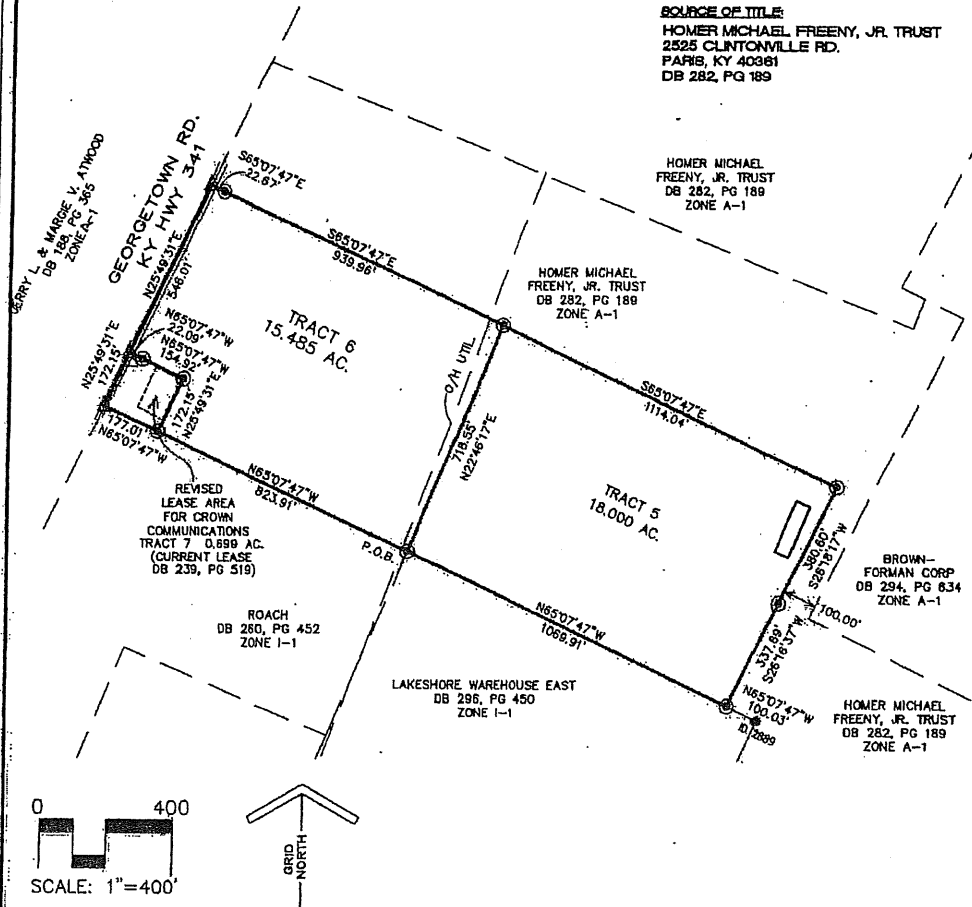 SOURCE OF TITLE:
HOMER MICHAEL FREENY, JR. TRUST
2525 CLINTONVILLE RD.
PARIS, KY 40361
DB 282, PG 189
JERRY L. & MARGIE V. ATWOOD
DB 188, PG 365
ZONE A-1
GEORGETOWN RD.
KY HWY 341
S65°07'47"E
22.67'
HOMER MICHAEL
FREENY, JR. TRUST
DB 282, PG 189
ZONE A-1
N25°49'31"E
548.01'
S65°07'47"E
939.96'
HOMER MICHAEL
FREENY, JR. TRUST
DB 282, PG 189
ZONE A-1
TRACT 6
15.485 AC.
N65°07'47"W
22.09'
N65°07'47"W
154.92'
N25°49'31"E
172.15'
172.15'
N25°49'31"E
O/H UTIL.
718.55'
N22°46'17"E
S65°07'47"E
1114.04'
177.01'
N65°07'47"W
N65°07'47"W
823.91'
TRACT 5
18.000 AC.
REVISED
LEASE AREA
FOR CROWN
COMMUNICATIONS
TRACT 7 0.699 AC.
(CURRENT LEASE
DB 239, PG 519)
P.O.B.
380.60'
S26°18'17"W
BROWN-
FORMAN CORP
DB 294, PG 634
ZONE A-1
100.00'
ROACH
DB 260, PG 452
ZONE I-1
N65°07'47"W
1069.91'
337.89'
S26°16'37"W
LAKESHORE WAREHOUSE EAST
DB 296, PG 450
ZONE I-1
N65°07'47"W
100.03'
ID. 2889
HOMER MICHAEL
FREENY, JR. TRUST
DB 282, PG 189
ZONE A-1
0 400
SCALE: 1"=400'
GRID
NORTH